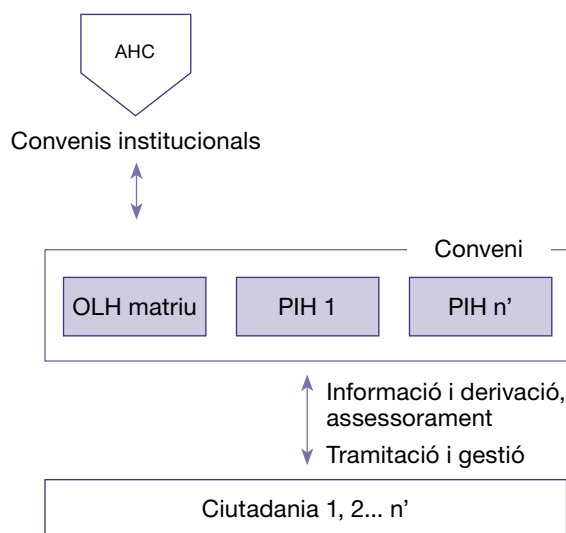 AHC
Convenis institucionals
Conveni
OLH matriu
PIH 1
PIH n’
Informació i derivació,
assessorament
Tramitació i gestió
Ciutadania 1, 2... n’